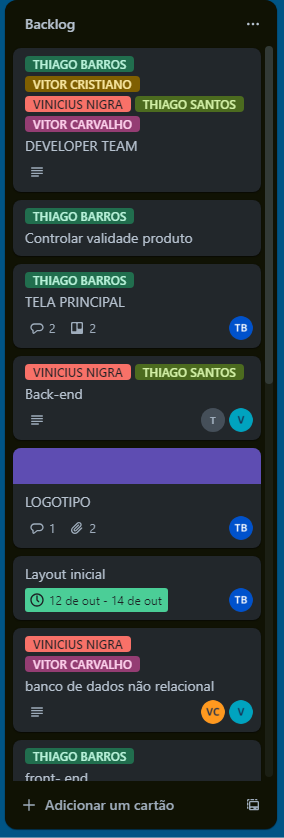 Backlog
THIAGO BARROS
VITOR CRISTIANO
VINICIUS NIGRA THIAGO SANTOS
VITOR CARVALHO
DEVELOPER TEAM
THIAGO BARROS
Controlar validade produto
THIAGO BARROS
TELA PRINCIPAL
2 2 TB
VINICIUS NIGRA THIAGO SANTOS
Back-end
T V
LOGOTIPO
1 2 TB
Layout inicial
12 de out - 14 de out TB
VINICIUS NIGRA
VITOR CARVALHO
banco de dados não relacional
VC V
THIAGO BARROS
front- end
Adicionar um cartão